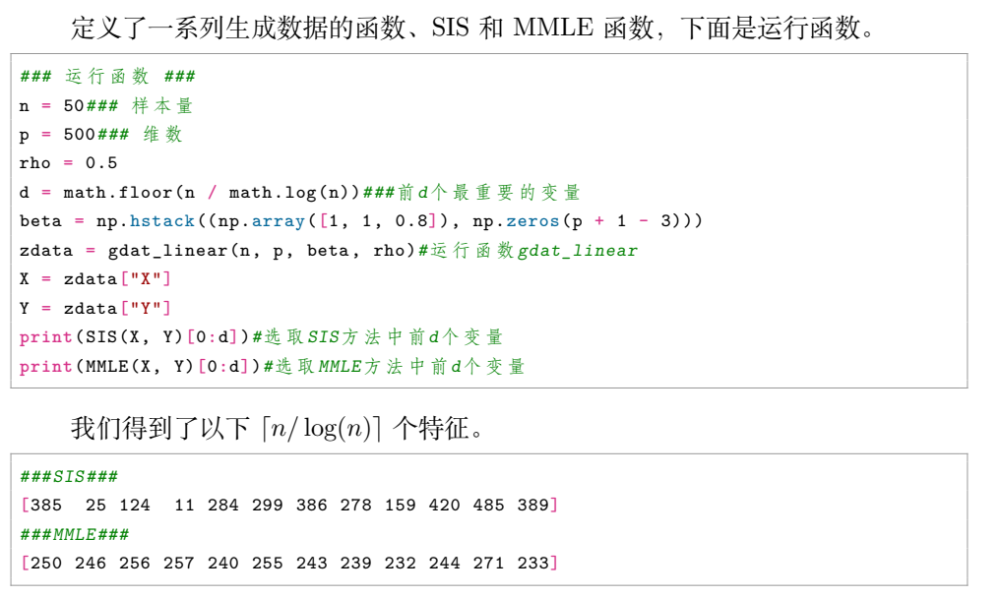 定义了一系列生成数据的函数、SIS 和 MMLE 函数，下面是运行函数。
### 运行函数 ###
n = 50### 样本量
p = 500### 维数
rho = 0.5
d = math.floor(n / math.log(n))###前d个最重要的变量
beta = np.hstack((np.array([1, 1, 0.8]), np.zeros(p + 1 - 3)))
zdata = gdat_linear(n, p, beta, rho)#运行函数gdat_linear
X = zdata["X"]
Y = zdata["Y"]
print(SIS(X, Y)[0:d])#选取SIS方法中前d个变量
print(MMLE(X, Y)[0:d])#选取MMLE方法中前d个变量
我们得到了以下 ⌈n/ log(n)⌉ 个特征。
###SIS###
[385  25 124  11 284 299 386 278 159 420 485 389]
###MMLE###
[250 246 256 257 240 255 243 239 232 244 271 233]